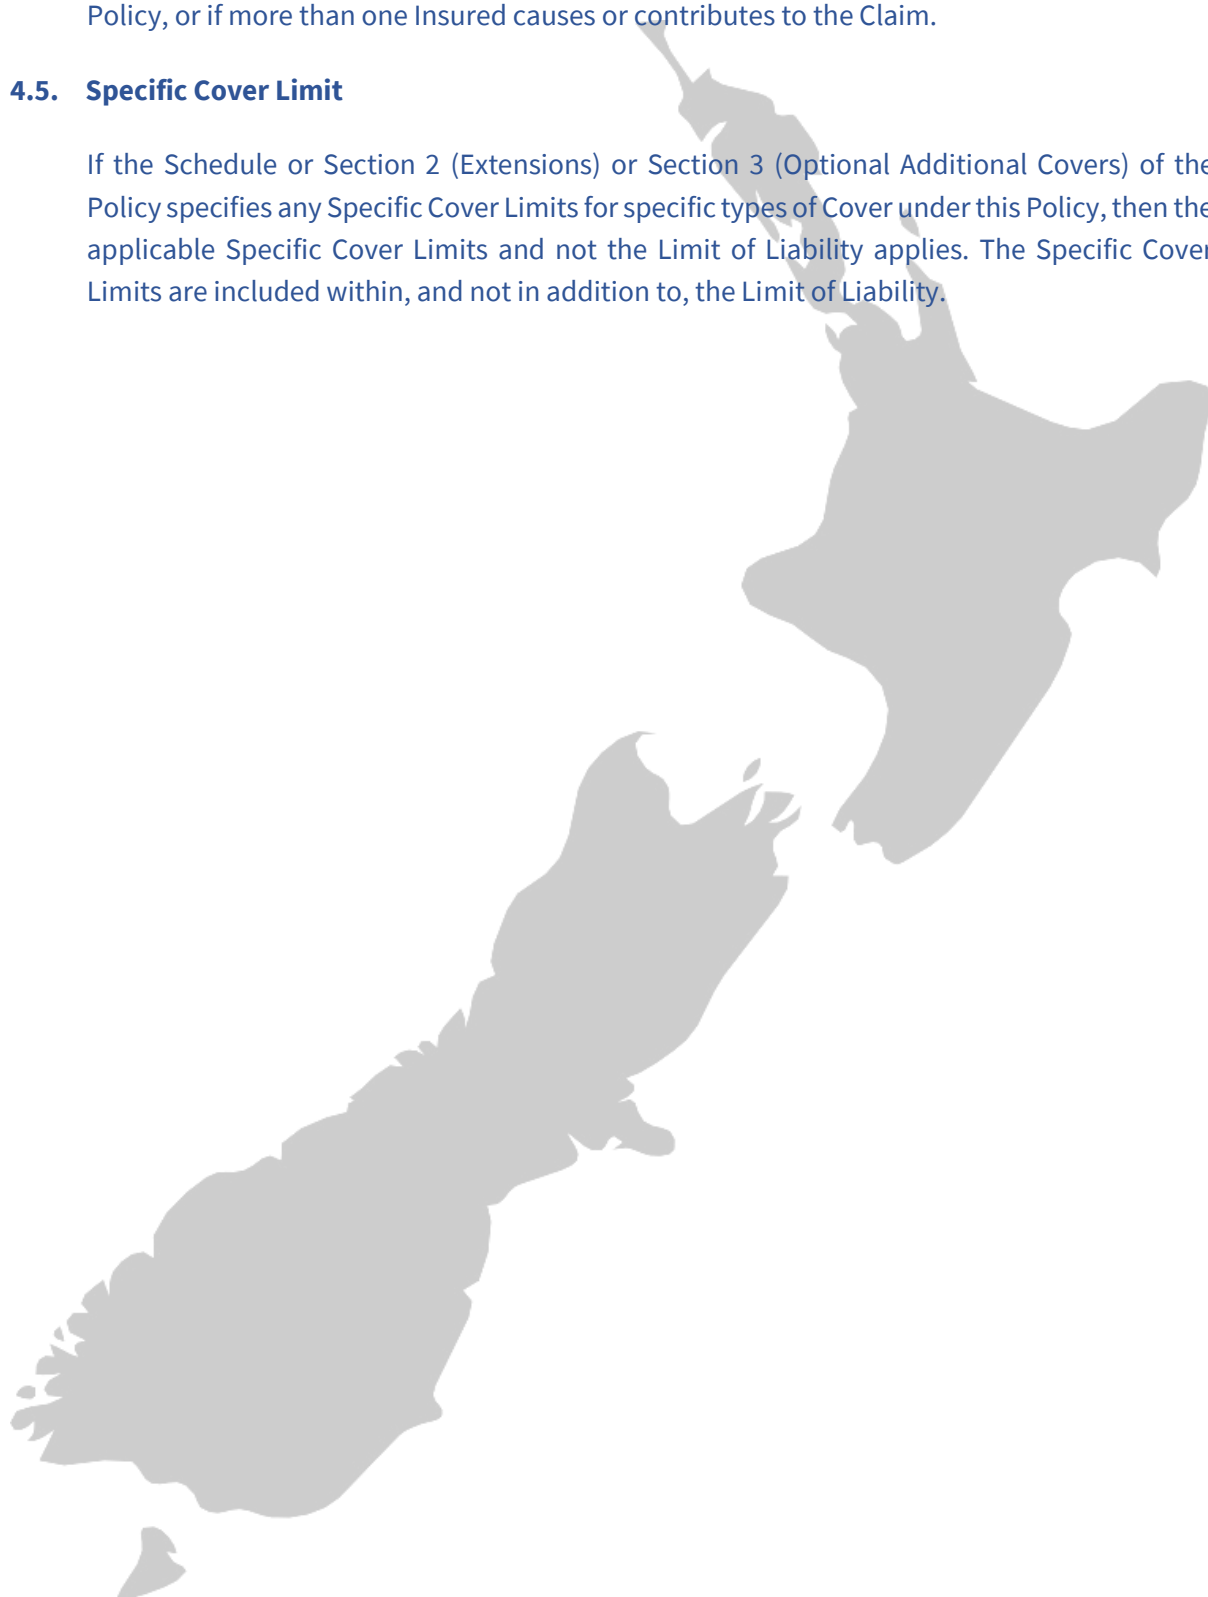 Policy, or if more than one Insured causes or contributes to the Claim.
4.5. Specific Cover Limit
If the Schedule or Section 2 (Extensions) or Section 3 (Optional Additional Covers) of the
Policy specifies any Specific Cover Limits for specific types of Cover under this Policy, then the
applicable Specific Cover Limits and not the Limit of Liability applies. The Specific Cover
Limits are included within, and not in addition to, the Limit of Liability.